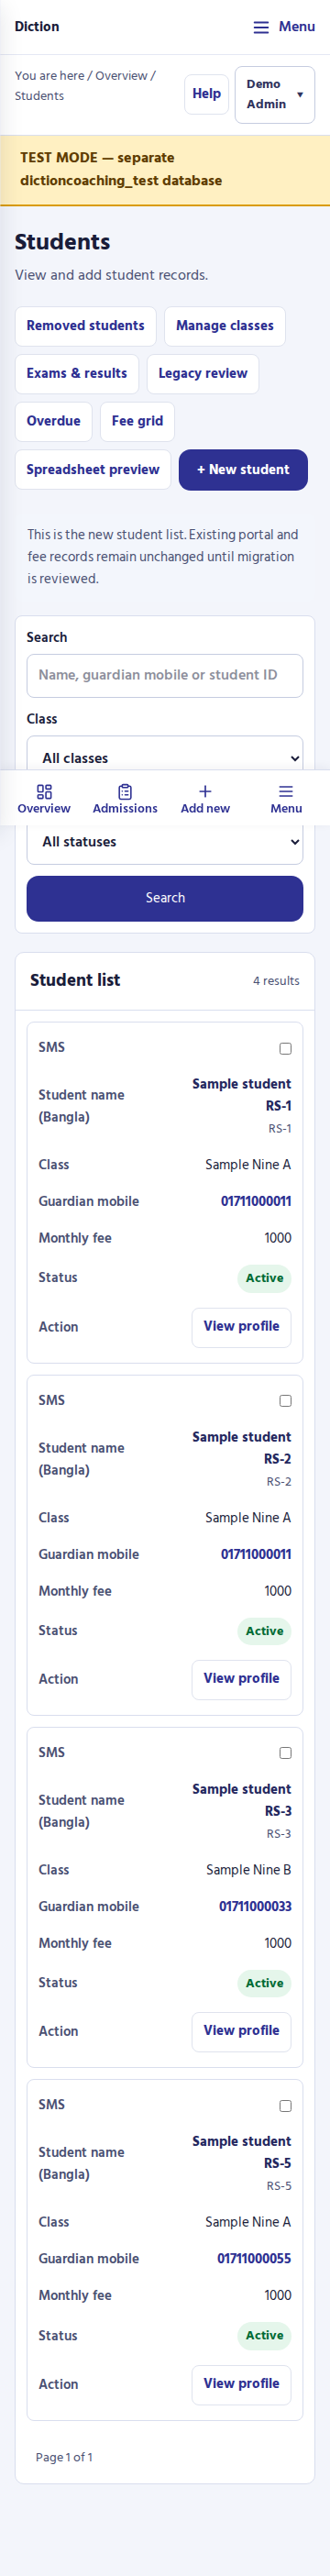 Diction
Menu
You are here / Overview /
Students
Help
Demo
Admin
TEST MODE — separate
dictioncoaching_test database
Students
View and add student records.
Removed students
Manage classes
Exams & results
Legacy review
Overdue
Fee grid
Spreadsheet preview
+ New student
This is the new student list. Existing portal and
fee records remain unchanged until migration
is reviewed.
Search
Name, guardian mobile or student ID
Class
All classes
Overview
Admissions
Add new
Menu
All statuses
Search
Student list
4 results
SMS
Student name
(Bangla)
Sample student
RS-1
RS-1
Class
Sample Nine A
Guardian mobile
01711000011
Monthly fee
1000
Status
Active
Action
View profile
SMS
Student name
(Bangla)
Sample student
RS-2
RS-2
Class
Sample Nine A
Guardian mobile
01711000011
Monthly fee
1000
Status
Active
Action
View profile
SMS
Student name
(Bangla)
Sample student
RS-3
RS-3
Class
Sample Nine B
Guardian mobile
01711000033
Monthly fee
1000
Status
Active
Action
View profile
SMS
Student name
(Bangla)
Sample student
RS-5
RS-5
Class
Sample Nine A
Guardian mobile
01711000055
Monthly fee
1000
Status
Active
Action
View profile
Page 1 of 1